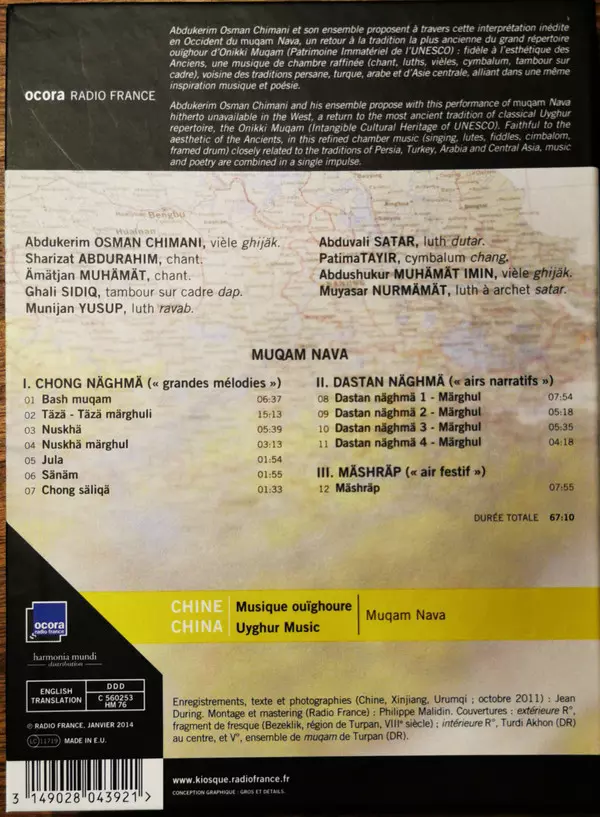 Abdukerim Osman Chimani et son ensemble proposent à travers cette interprétation inédite
en Occident du muqam Nava, un retour à la tradition la plus ancienne du grand répertoire
ouïghour d'Onikki Muqam (Patrimoine Immatériel de l'UNESCO) : fidèle à l'esthétique des
Anciens, une musique de chambre raffinée (chant, luths, vièles, cymbalum, tambour sur
cadre), voisine des traditions persane, turque, arabe et d'Asie centrale, alliant dans une même
inspiration musique et poésie.
ocora RADIO FRANCE
Abdukerim Osman Chimani and his ensemble propose with this performance of muqam Nava
hitherto unavailable in the West, a return to the most ancient tradition of classical Uyghur
repertoire, the Onikki Muqam (Intangible Cultural Heritage of UNESCO). Faithful to the
aesthetic of the Ancients, in this refined chamber music (singing, lutes, fiddles, cimbalom,
framed drum) closely related to the traditions of Persia, Turkey, Arabia and Central Asia, music
and poetry are combined in a single impulse.
Bengbu
Huainan
Abdukerim OSMAN CHIMANI, vièle ghijäk.
Sharizat ABDURAHIM, chant.
Ämätjan MUHÄMÄT, chant.
Ghali SIDIQ, tambour sur cadre dap.
Munijan YUSUP, luth ravab.
Abduvali SATAR, luth dutar.
PatimaTAYIR, cymbalum chang.
Abdushukur MUHÄMÄT IMIN, vièle ghijäk.
Muyasar NURMÄMÄT, luth à archet satar.
MUQAM NAVA
I. CHONG NÄGHMÄ (« grandes mélodies »)
01 Bash muqam 06:37
02 Täzä - Täzä märghuli 15:13
03 Nuskhä 05:39
04 Nuskhä märghul 03:13
05 Jula 01:54
06 Sänäm 01:55
07 Chong säliqä 01:33
II. DASTAN NÄGHMÄ (« airs narratifs »)
08 Dastan näghmä 1 - Märghul 07:54
09 Dastan näghmä 2 - Märghul 05:18
10 Dastan näghmä 3 - Märghul 05:35
11 Dastan näghmä 4 - Märghul 04:18
III. MÄSHRÄP (« air festif »)
12 Mäshräp 07:55
DURÉE TOTALE 67:10
CHINE Musique ouïghoure
CHINA Uyghur Music
Muqam Nava
ocora
radio france
harmonia mundi
distribution
ENGLISH
TRANSLATION
DDD
C 560253
HM 76
© RADIO FRANCE, JANVIER 2014
LC 11719 MADE IN E.U.
Enregistrements, texte et photographies (Chine, Xinjiang, Urumqi ; octobre 2011) : Jean
During. Montage et mastering (Radio France) : Philippe Malidin. Couvertures : extérieure R°,
fragment de fresque (Bezeklik, région de Turpan, VIIIe siècle) ; intérieure R°, Turdi Akhon (DR)
au centre, et V°, ensemble de muqam de Turpan (DR).
www.kiosque.radiofrance.fr
CONCEPTION GRAPHIQUE : GROS ET DETAILS.
3 149028 043921 >